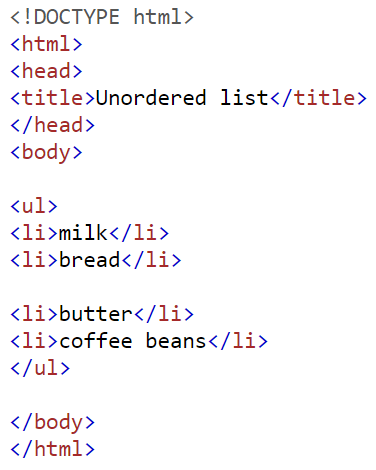 <!DOCTYPE html>
<html>
<head>
<title>Unordered list</title>
</head>
<body>

<ul>
<li>milk</li>
<li>bread</li>

<li>butter</li>
<li>coffee beans</li>
</ul>

</body>
</html>